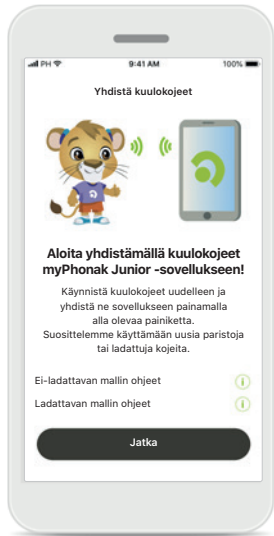 PH 9:41 AM 100%
Yhdistä kuulokojeet
Aloita yhdistämällä kuulokojeet
myPhonak Junior -sovellukseen!
Käynnistä kuulokojeet uudelleen ja
yhdistä ne sovellukseen painamalla
alla olevaa painiketta.
Suosittelemme käyttämään uusia paristoja
tai ladattuja kojeita.
Ei-ladattavan mallin ohjeet i
Ladattavan mallin ohjeet i
Jatka